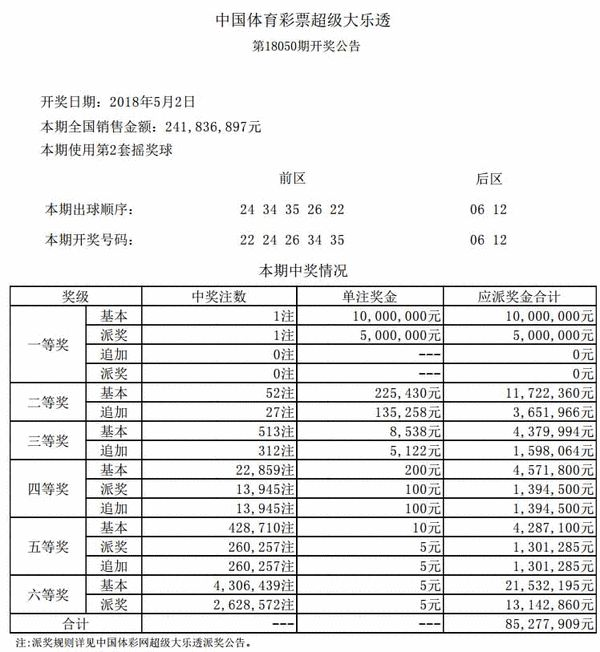 中国体育彩票超级大乐透
第18050期开奖公告
开奖日期：2018年5月2日
本期全国销售金额：241,836,897元
本期使用第2套摇奖球
前区 后区
本期出球顺序： 24 34 35 26 22 06 12
本期开奖号码： 22 24 26 34 35 06 12
本期中奖情况
奖级 中奖注数 单注奖金 应派奖金合计
一等奖 基本 1注 10,000,000元 10,000,000元
派奖 1注 5,000,000元 5,000,000元
追加 0注 --- 0元
派奖 0注 --- 0元
二等奖 基本 52注 225,430元 11,722,360元
追加 27注 135,258元 3,651,966元
三等奖 基本 513注 8,538元 4,379,994元
追加 312注 5,122元 1,598,064元
四等奖 基本 22,859注 200元 4,571,800元
派奖 13,945注 100元 1,394,500元
追加 13,945注 100元 1,394,500元
五等奖 基本 428,710注 10元 4,287,100元
派奖 260,257注 5元 1,301,285元
追加 260,257注 5元 1,301,285元
六等奖 基本 4,306,439注 5元 21,532,195元
派奖 2,628,572注 5元 13,142,860元
合计 --- --- 85,277,909元
注:派奖规则详见中国体彩网超级大乐透派奖公告。